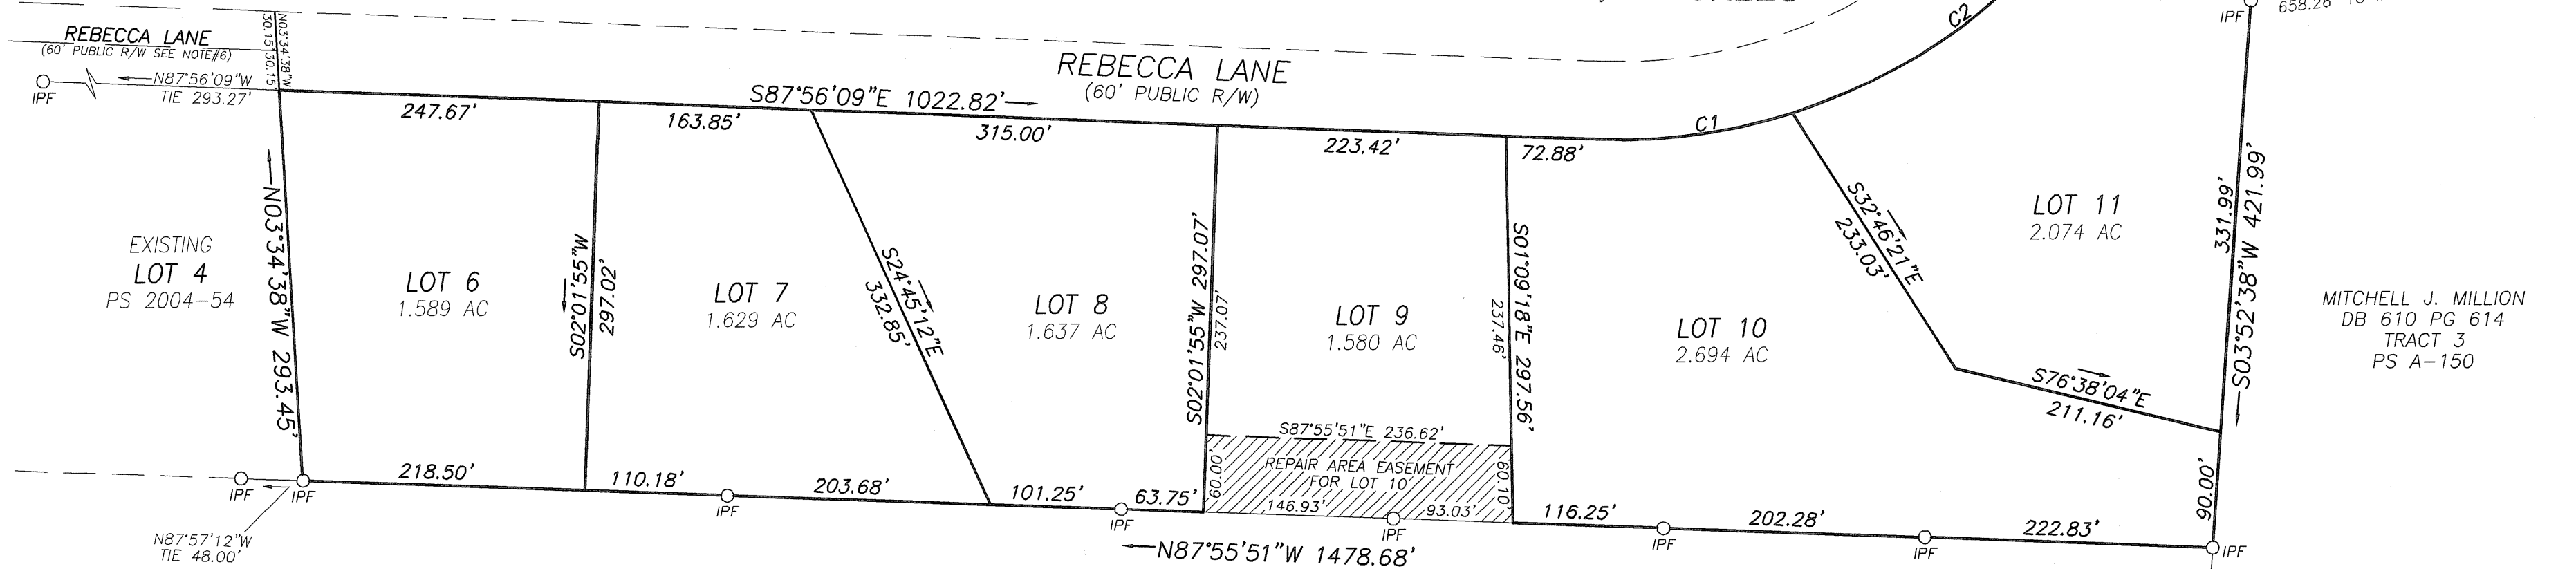 REBECCA LANE
(60' PUBLIC R/W SEE NOTE#6)
N03°34'38"W
30.15'
30.15'
N87°56'09"W
TIE 293.27'
IPF
REBECCA LANE
(60' PUBLIC R/W)
S87°56'09"E 1022.82'
247.67'
163.85'
315.00'
223.42'
72.88'
C1
C2
IPF
EXISTING
LOT 4
PS 2004-54
N03°34'38"W 293.45'
LOT 6
1.589 AC
S02°01'55"W
297.02'
LOT 7
1.629 AC
S24°45'12"E
332.85'
LOT 8
1.637 AC
S02°01'55"W 297.07'
237.07'
LOT 9
1.580 AC
237.46'
S01°09'18"E 297.56'
LOT 10
2.694 AC
S32°46'21"E
233.03'
LOT 11
2.074 AC
331.99'
S03°52'38"W 421.99'
MITCHELL J. MILLION
DB 610 PG 614
TRACT 3
PS A-150
S76°38'04"E
211.16'
90.00'
S87°55'51"E 236.62'
REPAIR AREA EASEMENT
FOR LOT 10
60.00'
60.10'
146.93'
93.03'
IPF
IPF
218.50'
110.18'
IPF
203.68'
101.25'
IPF
63.75'
IPF
116.25'
IPF
202.28'
IPF
222.83'
IPF
N87°57'12"W
TIE 48.00'
N87°55'51"W 1478.68'